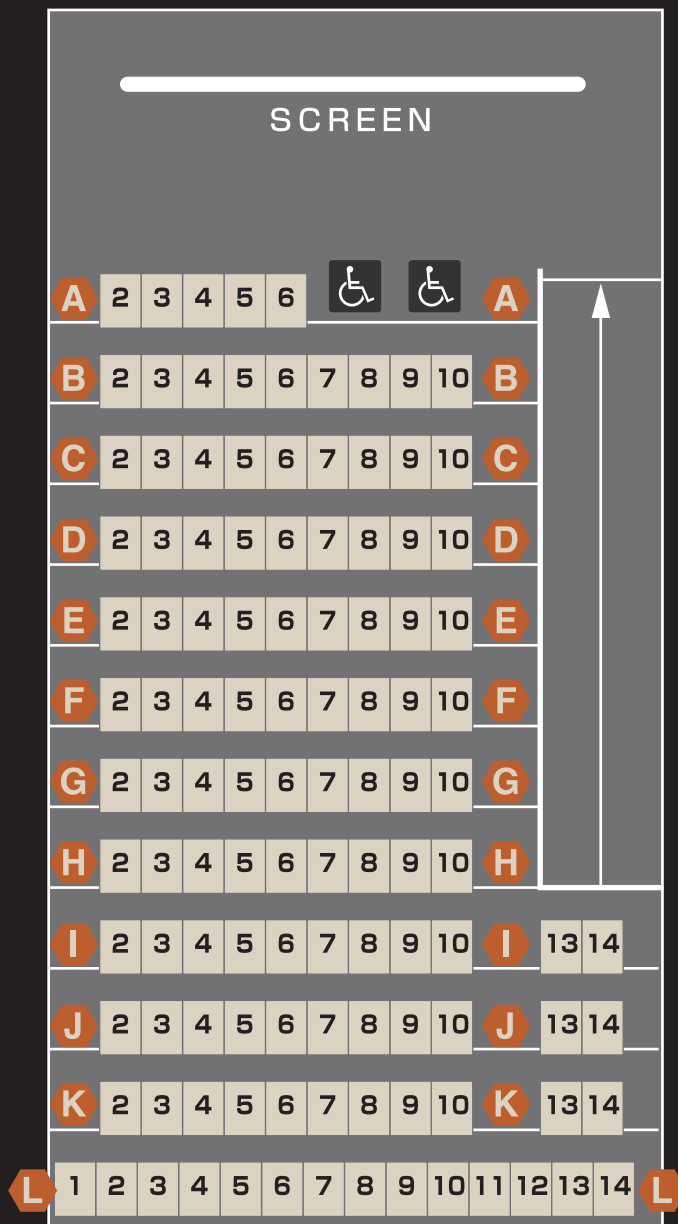 SCREEN
A 2 3 4 5 6 A
B 2 3 4 5 6 7 8 9 10 B
C 2 3 4 5 6 7 8 9 10 C
D 2 3 4 5 6 7 8 9 10 D
E 2 3 4 5 6 7 8 9 10 E
F 2 3 4 5 6 7 8 9 10 F
G 2 3 4 5 6 7 8 9 10 G
H 2 3 4 5 6 7 8 9 10 H
I 2 3 4 5 6 7 8 9 10 I 13 14
J 2 3 4 5 6 7 8 9 10 J 13 14
K 2 3 4 5 6 7 8 9 10 K 13 14
L 1 2 3 4 5 6 7 8 9 10 11 12 13 14 L